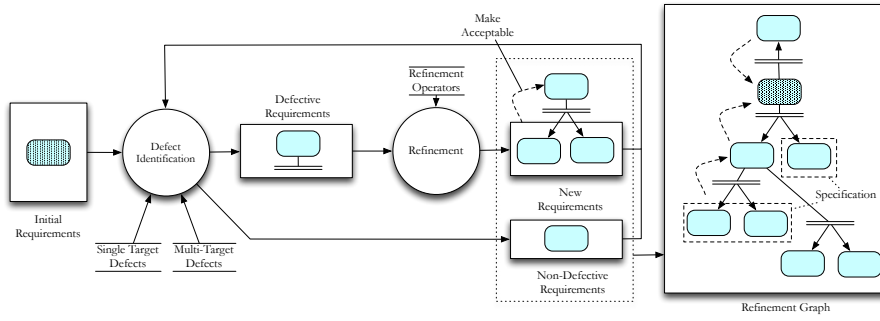 Make
Acceptable
Refinement
Operators
Defective
Requirements
Defect
Identification
Refinement
Initial
Requirements
New
Requirements
Specification
Single Target
Defects
Multi-Target
Defects
Non-Defective
Requirements
Refinement Graph